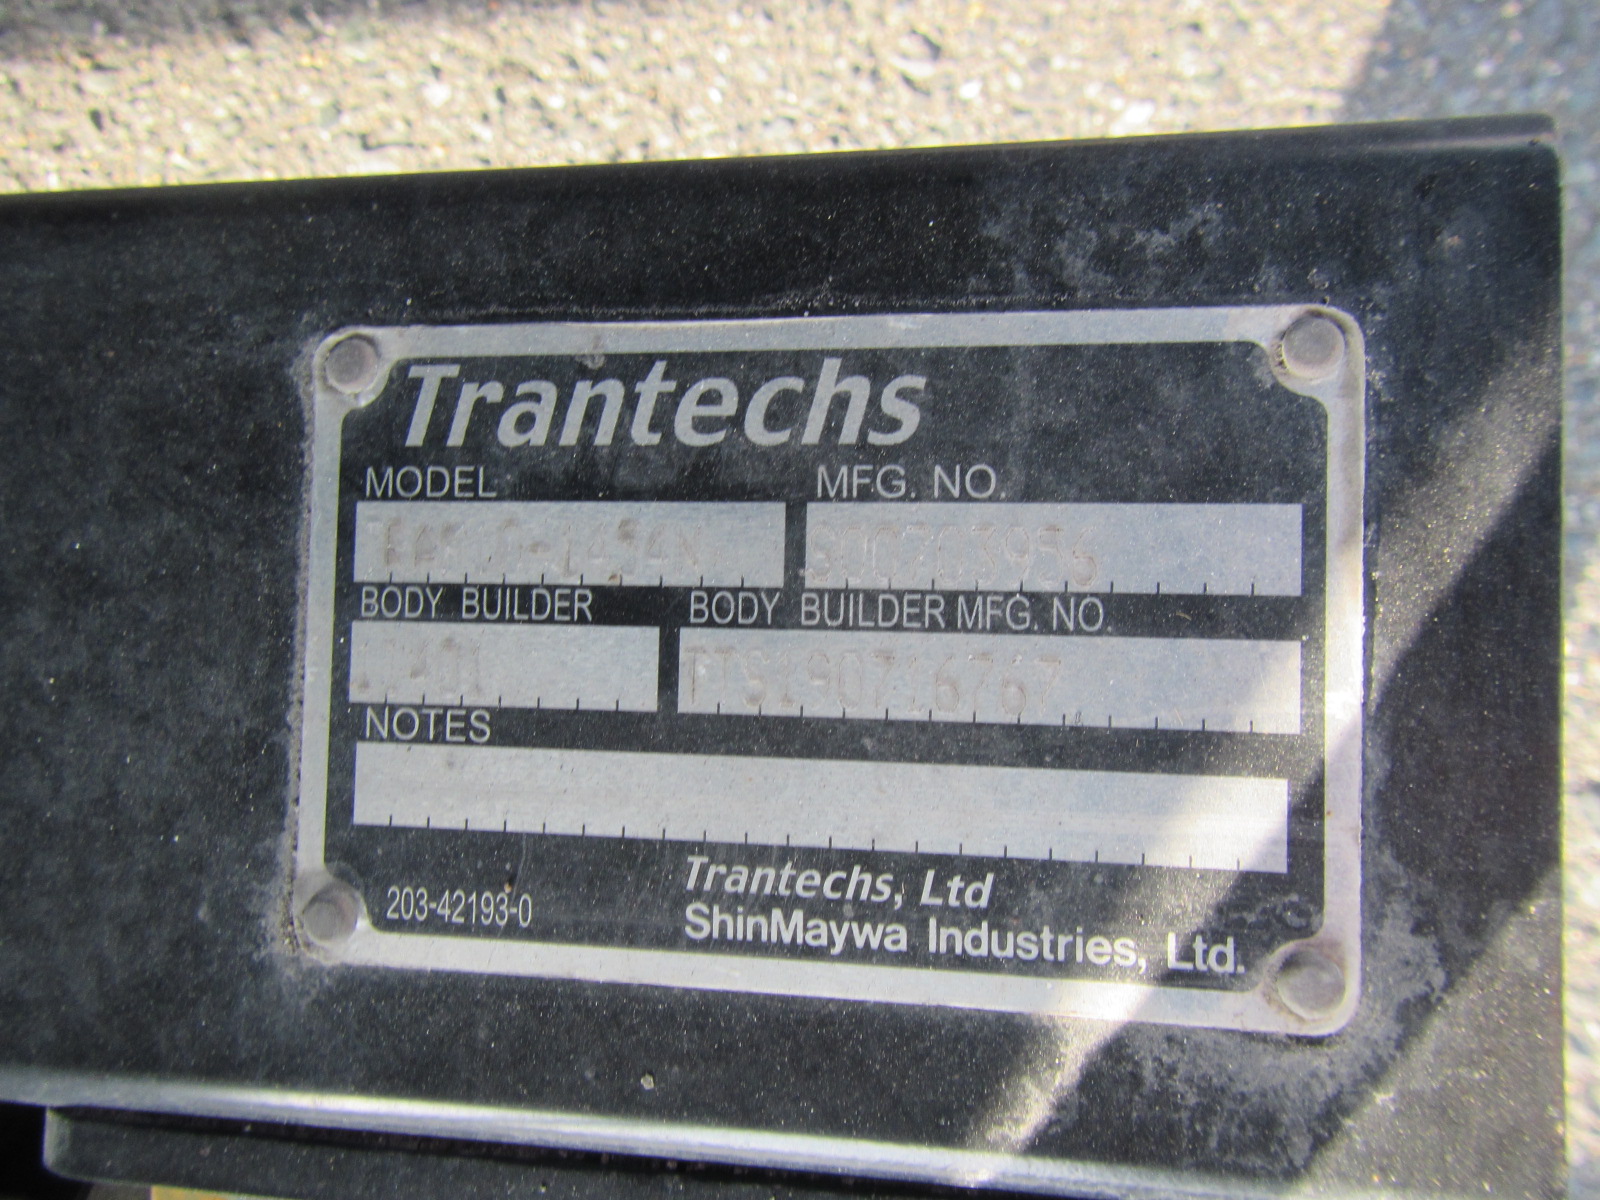 Trantechs
MODEL MFG. NO.
BODY BUILDER BODY BUILDER MFG. NO.
TTS190716767
NOTES
203-42193-0
Trantechs, Ltd
ShinMaywa Industries, Ltd.